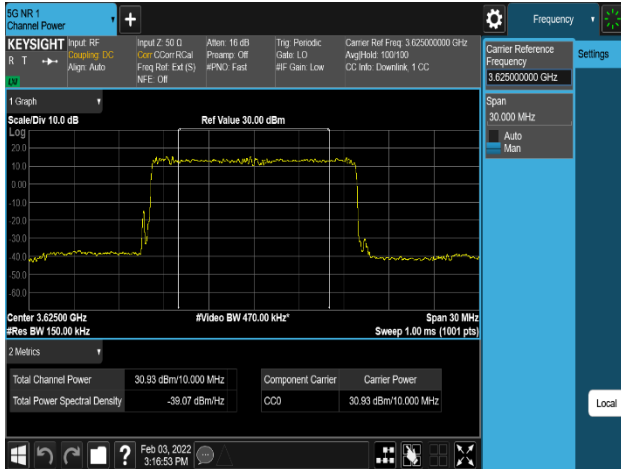 5G NR 1
Channel Power
Frequency
KEYSIGHT
R T
LXI
Input: RF
Coupling: DC
Align: Auto
Input Z: 50 Ω
Corr CCorr RCal
Freq Ref: Ext (S)
NFE: Off
Atten: 16 dB
Preamp: Off
#PNO: Fast
Trig: Periodic
Gate: LO
#IF Gain: Low
Carrier Ref Freq: 3.625000000 GHz
Avg|Hold: 100/100
CC Info: Downlink, 1 CC
Carrier Reference
Frequency
3.625000000 GHz
Settings
Span
30.000 MHz
Auto
Man
1 Graph
Scale/Div 10.0 dB
Ref Value 30.00 dBm
Log
20.0
10.0
0.00
-10.0
-20.0
-30.0
-40.0
-50.0
-60.0
Center 3.62500 GHz
#Video BW 470.00 kHz*
Span 30 MHz
#Res BW 150.00 kHz
Sweep 1.00 ms (1001 pts)
2 Metrics
Total Channel Power 30.93 dBm/10.000 MHz
Total Power Spectral Density -39.07 dBm/Hz
Component Carrier Carrier Power
CC0 30.93 dBm/10.000 MHz
Local
?
Feb 03, 2022
3:16:53 PM